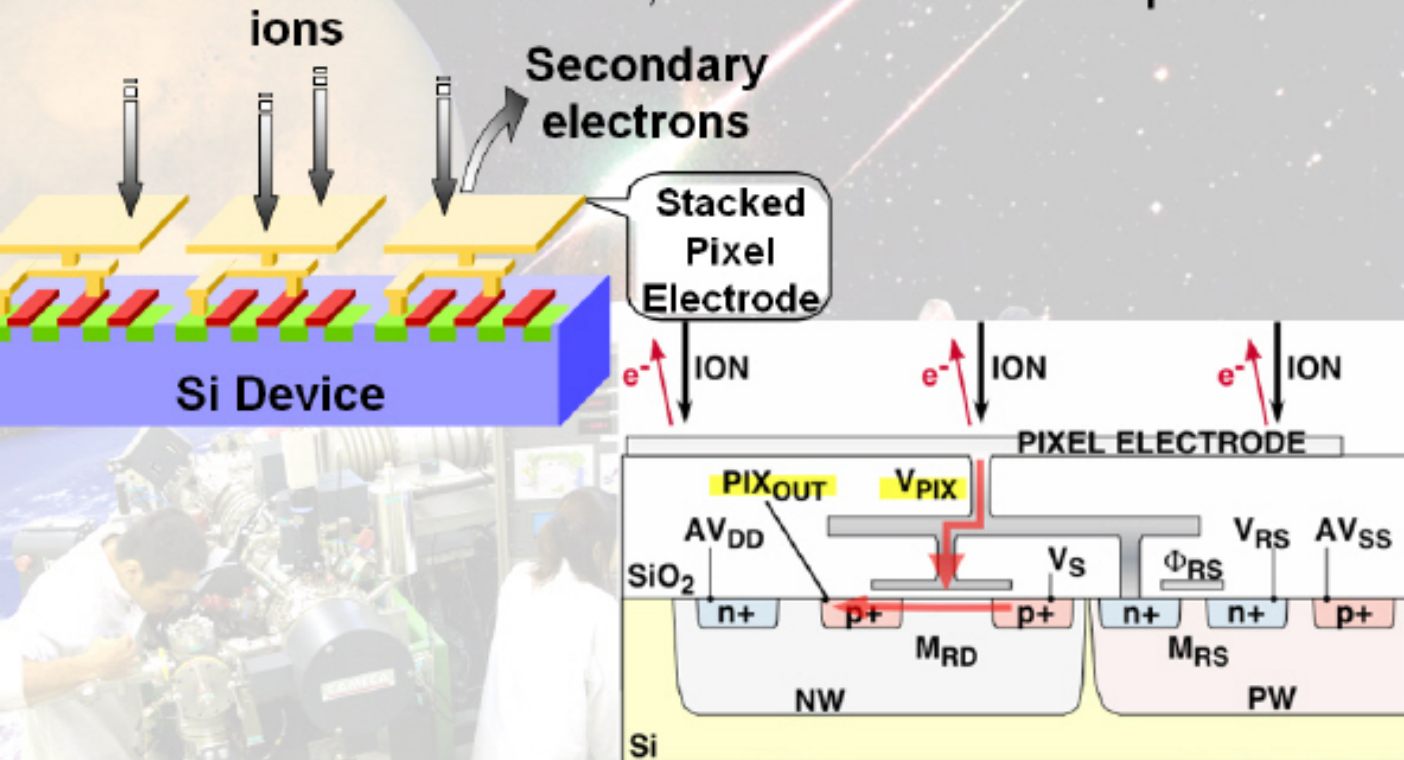 ions
Secondary
electrons
Stacked
Pixel
Electrode
Si Device
e- ION e- ION e- ION
PIXEL ELECTRODE
PIXOUT VPIX
AVDD VS VRS AVSS
SiO2 ΦRS
n+ p+ p+ n+ n+ p+
MRD MRS
NW PW
Si
CAMECA